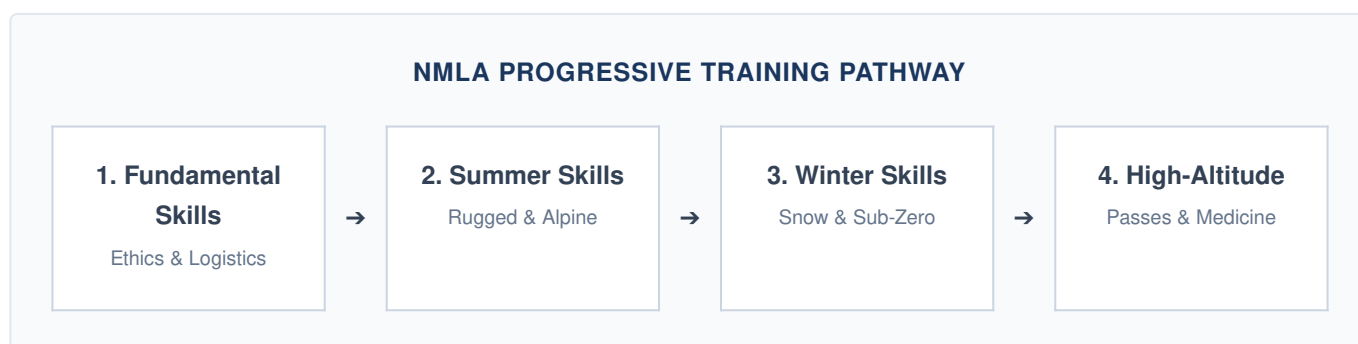 NMLA PROGRESSIVE TRAINING PATHWAY
1. Fundamental
Skills
Ethics & Logistics
➔
2. Summer Skills
Rugged & Alpine
➔
3. Winter Skills
Snow & Sub-Zero
➔
4. High-Altitude
Passes & Medicine